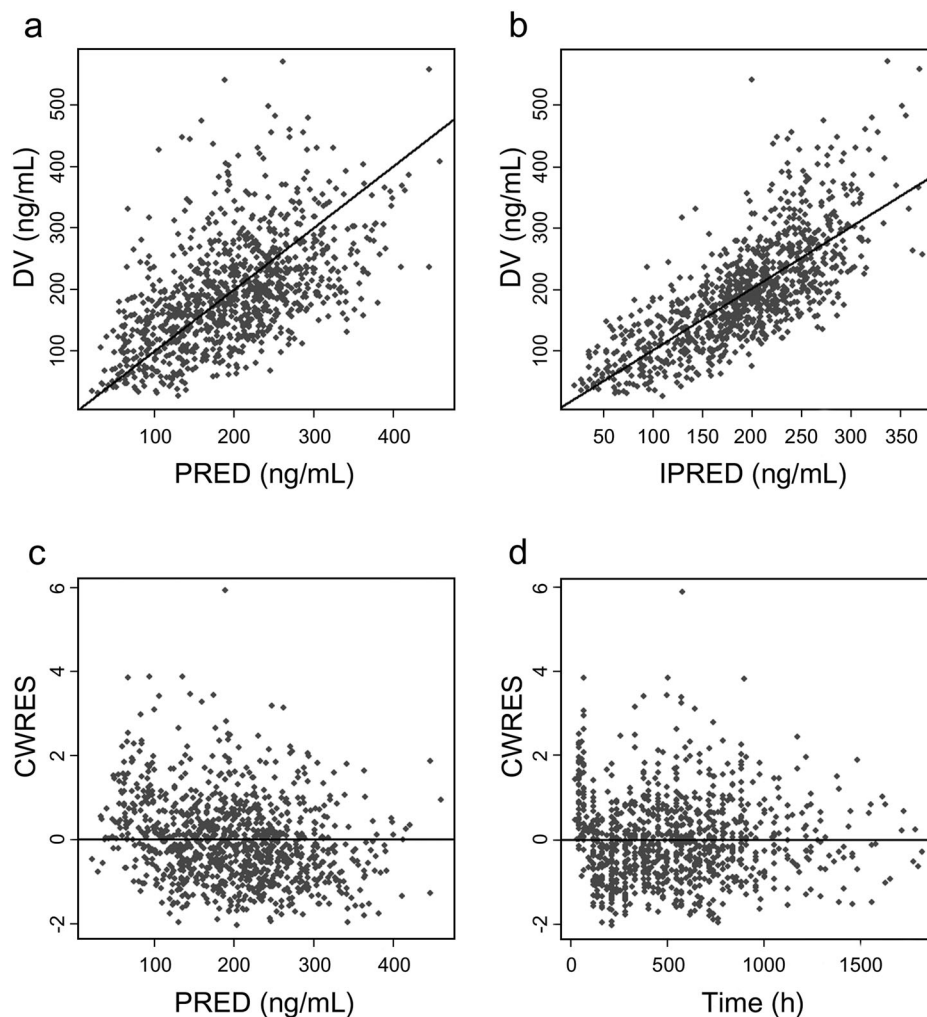 a
DV (ng/mL)
500
400
300
200
100
100 200 300 400
PRED (ng/mL)
b
DV (ng/mL)
500
400
300
200
100
50 100 150 200 250 300 350
IPRED (ng/mL)
c
CWRES
6
4
2
0
-2
100 200 300 400
PRED (ng/mL)
d
CWRES
6
4
2
0
-2
0 500 1000 1500
Time (h)